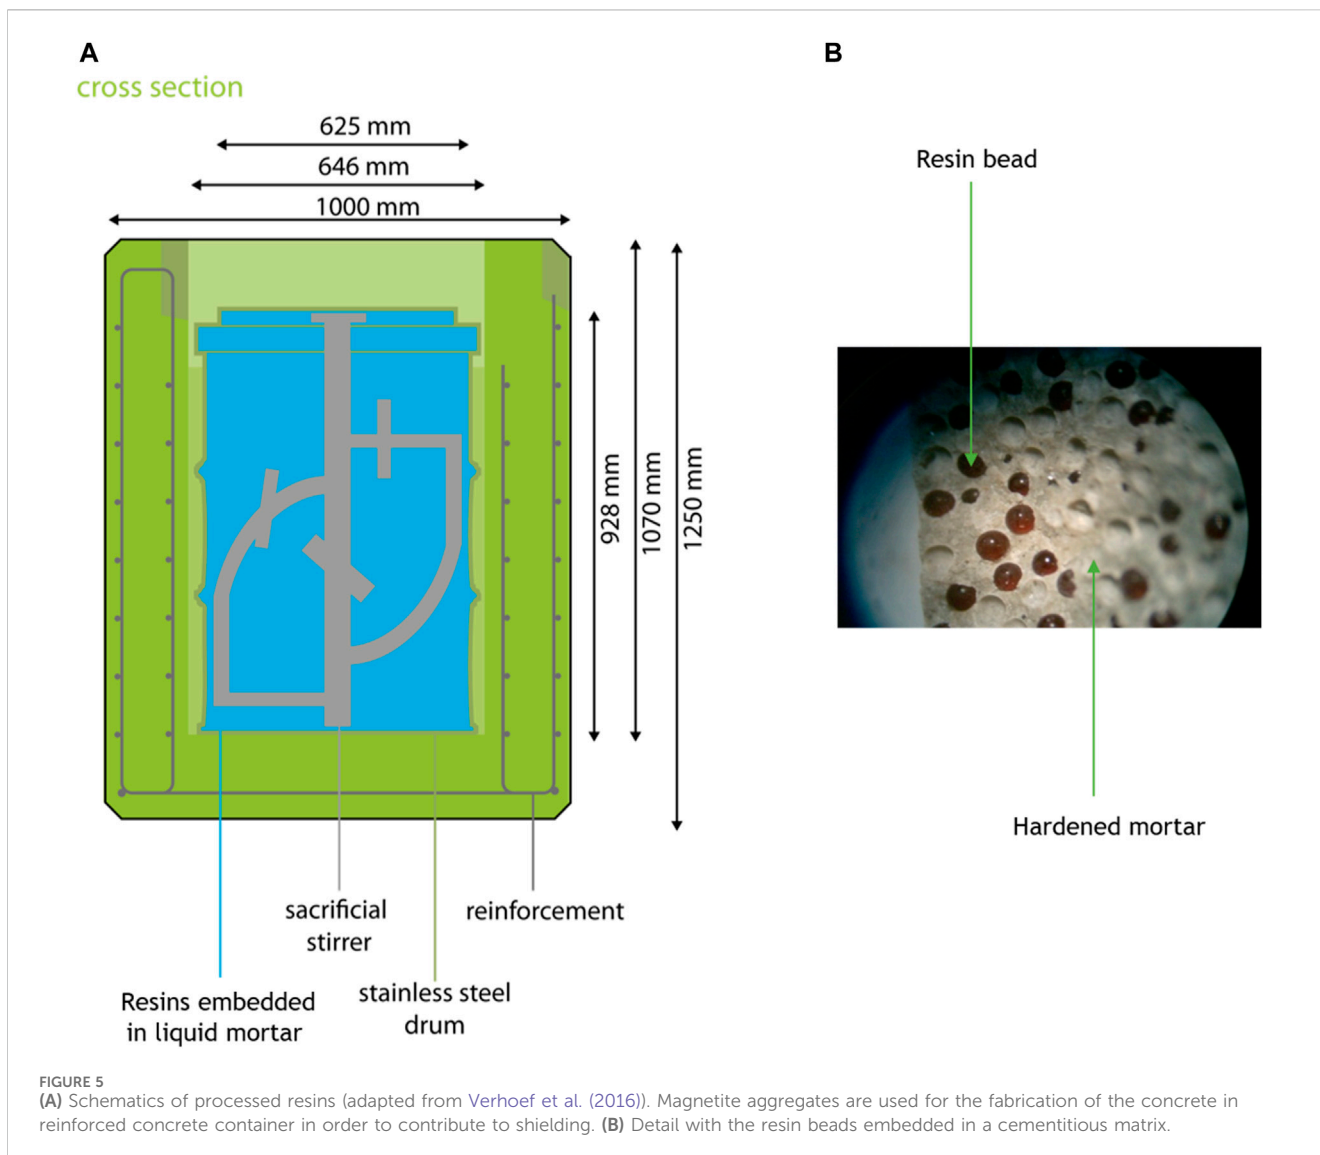 A
cross section
625 mm
646 mm
1000 mm
928 mm
1070 mm
1250 mm
sacrificial
stirrer
reinforcement
Resins embedded
in liquid mortar
stainless steel
drum
B
Resin bead
Hardened mortar
FIGURE 5
(A) Schematics of processed resins (adapted from Verhoef et al. (2016)). Magnetite aggregates are used for the fabrication of the concrete in
reinforced concrete container in order to contribute to shielding. (B) Detail with the resin beads embedded in a cementitious matrix.